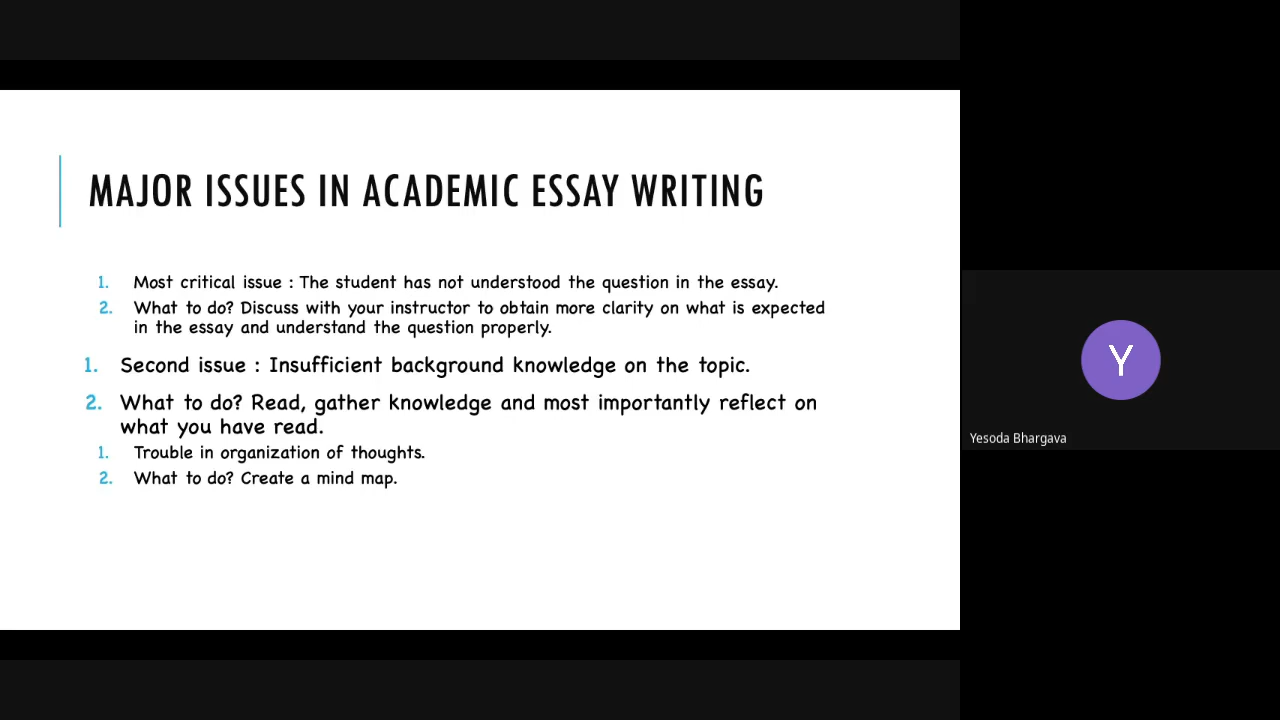 MAJOR ISSUES IN ACADEMIC ESSAY WRITING
1. Most critical issue : The student has not understood the question in the essay.
2. What to do? Discuss with your instructor to obtain more clarity on what is expected
in the essay and understand the question properly.
1. Second issue : Insufficient background knowledge on the topic.
2. What to do? Read, gather knowledge and most importantly reflect on
what you have read.
1. Trouble in organization of thoughts.
2. What to do? Create a mind map.
Y
Yesoda Bhargava